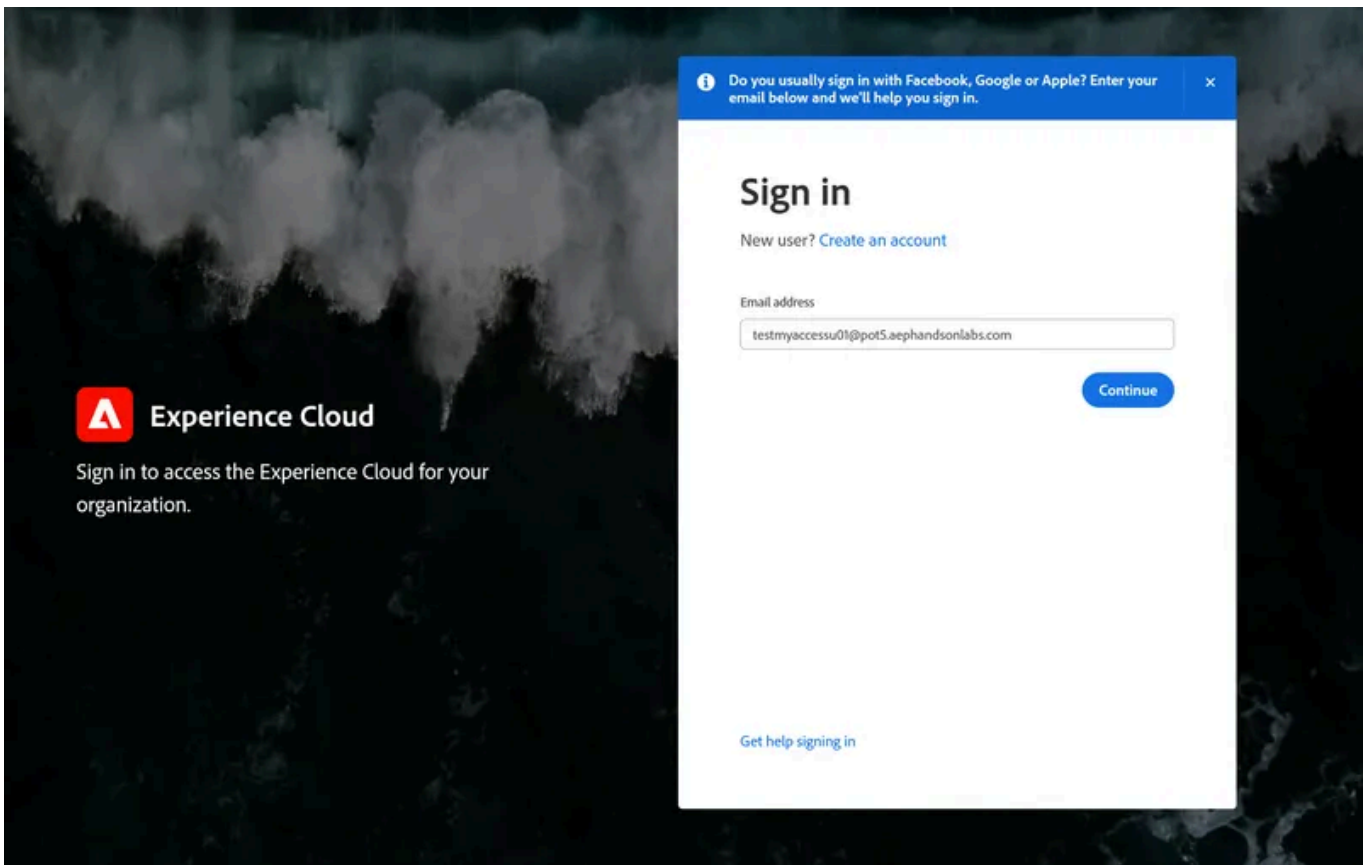 Do you usually sign in with Facebook, Google or Apple? Enter your
email below and we'll help you sign in.
Sign in
New user? Create an account
Email address
testmyaccessu01@pot5.aephandsonlabs.com
Continue
Experience Cloud
Sign in to access the Experience Cloud for your
organization.
Get help signing in